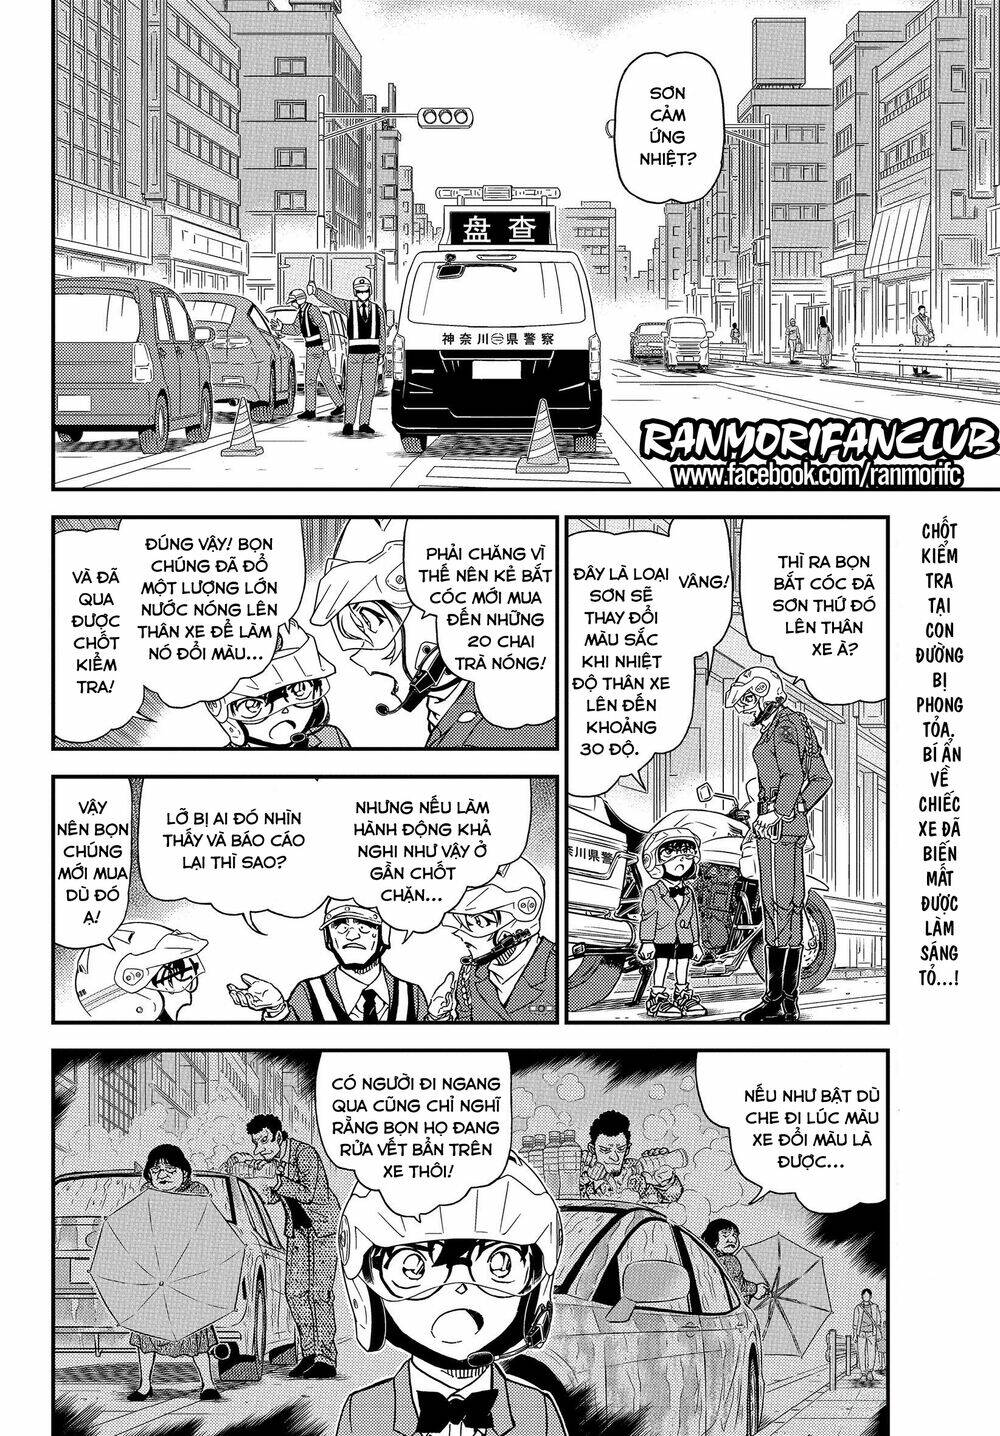 SƠN
CẢM
ỨNG
NHIỆT?
盘查
神奈川県警察
RANMORIFANCLUB
www.facebook.com/ranmorifc
CHỐT
KIỂM
TRA
TẠI
CON
ĐƯỜNG
BỊ
PHONG
TỎA.
BÍ ẨN
VỀ
CHIẾC
XE ĐÃ
BIẾN
MẤT
ĐƯỢC
LÀM
SÁNG
TỎ...!
THÌ RA BỌN
BẮT CÓC ĐÃ
SƠN THỨ ĐÓ
LÊN THÂN
XE À?
VÂNG!
ĐÂY LÀ LOẠI
SƠN SẼ
THAY ĐỔI
MÀU SẮC
KHI NHIỆT
ĐỘ THÂN XE
LÊN ĐẾN
KHOẢNG
30 ĐỘ.
奈川県警
PHẢI CHĂNG VÌ
THẾ NÊN KẺ BẮT
CÓC MỚI MUA
ĐẾN NHỮNG
20 CHAI
TRÀ NÓNG!
ĐÚNG VẬY! BỌN
CHÚNG ĐÃ ĐỔ
MỘT LƯỢNG LỚN
NƯỚC NÓNG LÊN
THÂN XE ĐỂ LÀM
NÓ ĐỔI MÀU...
VÀ ĐÃ
QUA
ĐƯỢC
CHỐT
KIỂM
TRA!
NHƯNG NẾU LÀM
HÀNH ĐỘNG KHẢ
NGHI NHƯ VẬY Ở
GẦN CHỐT
CHẶN...
LỠ BỊ AI ĐÓ NHÌN
THẤY VÀ BÁO CÁO
LẠI THÌ SAO?
VẬY
NÊN BỌN
CHÚNG
MỚI MUA
DÙ ĐÓ
Ạ!
NẾU NHƯ BẬT DÙ
CHE ĐI LÚC MÀU
XE ĐỔI MÀU LÀ
ĐƯỢC...
CÓ NGƯỜI ĐI NGANG
QUA CŨNG CHỈ NGHĨ
RẰNG BỌN HỌ ĐANG
RỬA VẾT BẨN TRÊN
XE THÔI!